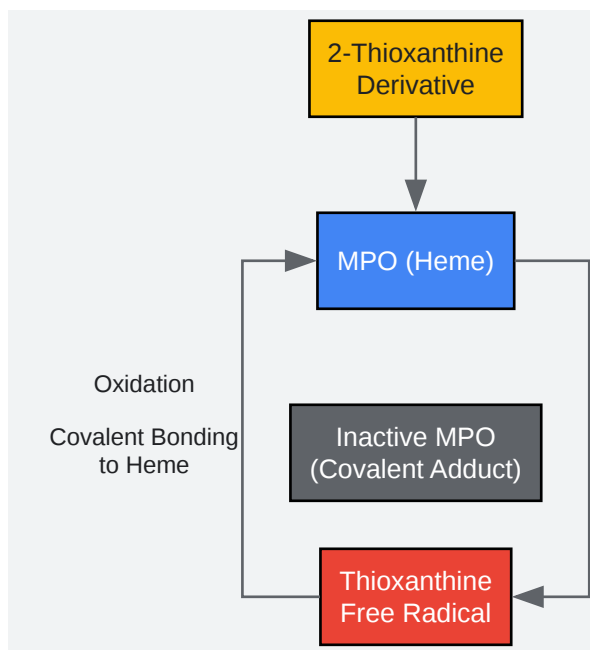 2-Thioxanthine
Derivative
MPO (Heme)
Oxidation
Covalent Bonding
to Heme
Inactive MPO
(Covalent Adduct)
Thioxanthine
Free Radical